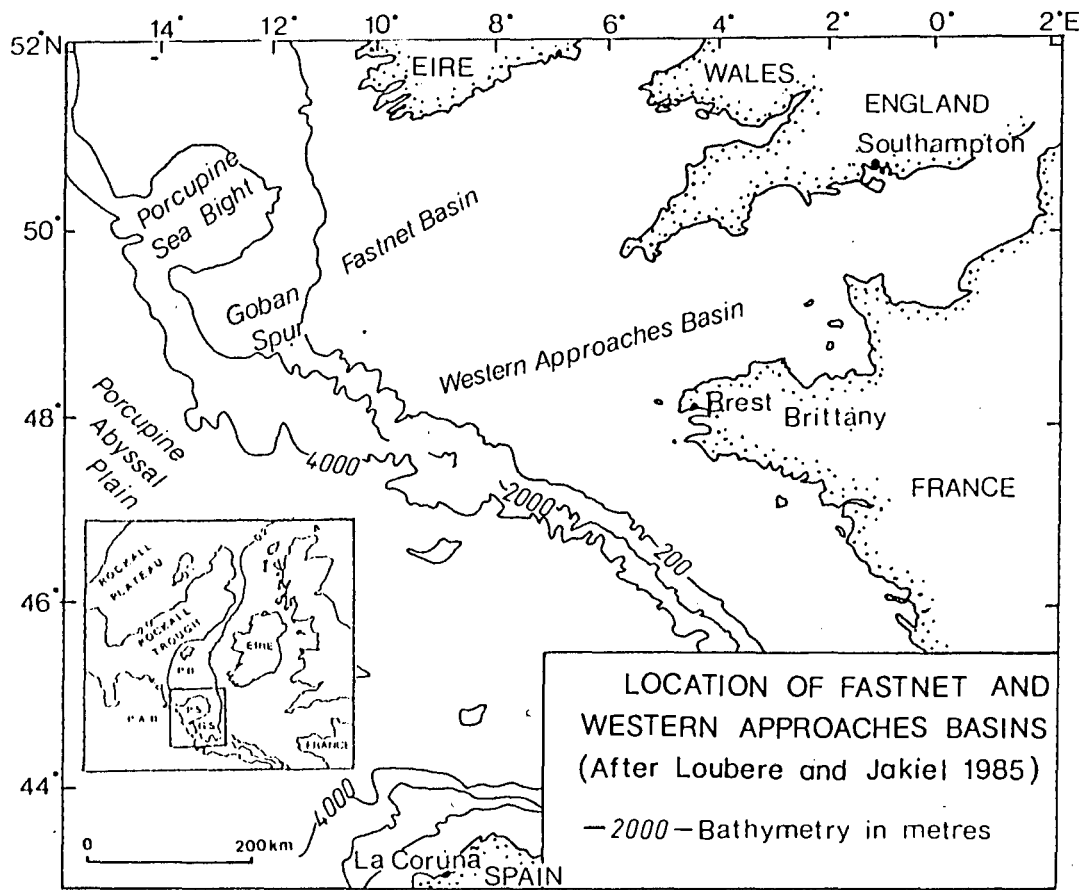 14° 12° 10° 8° 6° 4° 2° 0° 2°E
52°N
50°
48°
46°
44°
EIRE
WALES
ENGLAND
Southampton
Porcupine
Sea Bight
Fastnet Basin
Goban
Spur
Western Approaches Basin
Porcupine
Abyssal
Plain
Brest
Brittany
FRANCE
4000
2000
200
ROCKALL
PLATEAU
ROCKALL
TROUGH
EIRE
P.B
P.S
G.S
P.A.P.
FRANCE
4000
0 200km
La Coruna
SPAIN
LOCATION OF FASTNET AND
WESTERN APPROACHES BASINS
(After Loubere and Jakiel 1985)
—2000— Bathymetry in metres